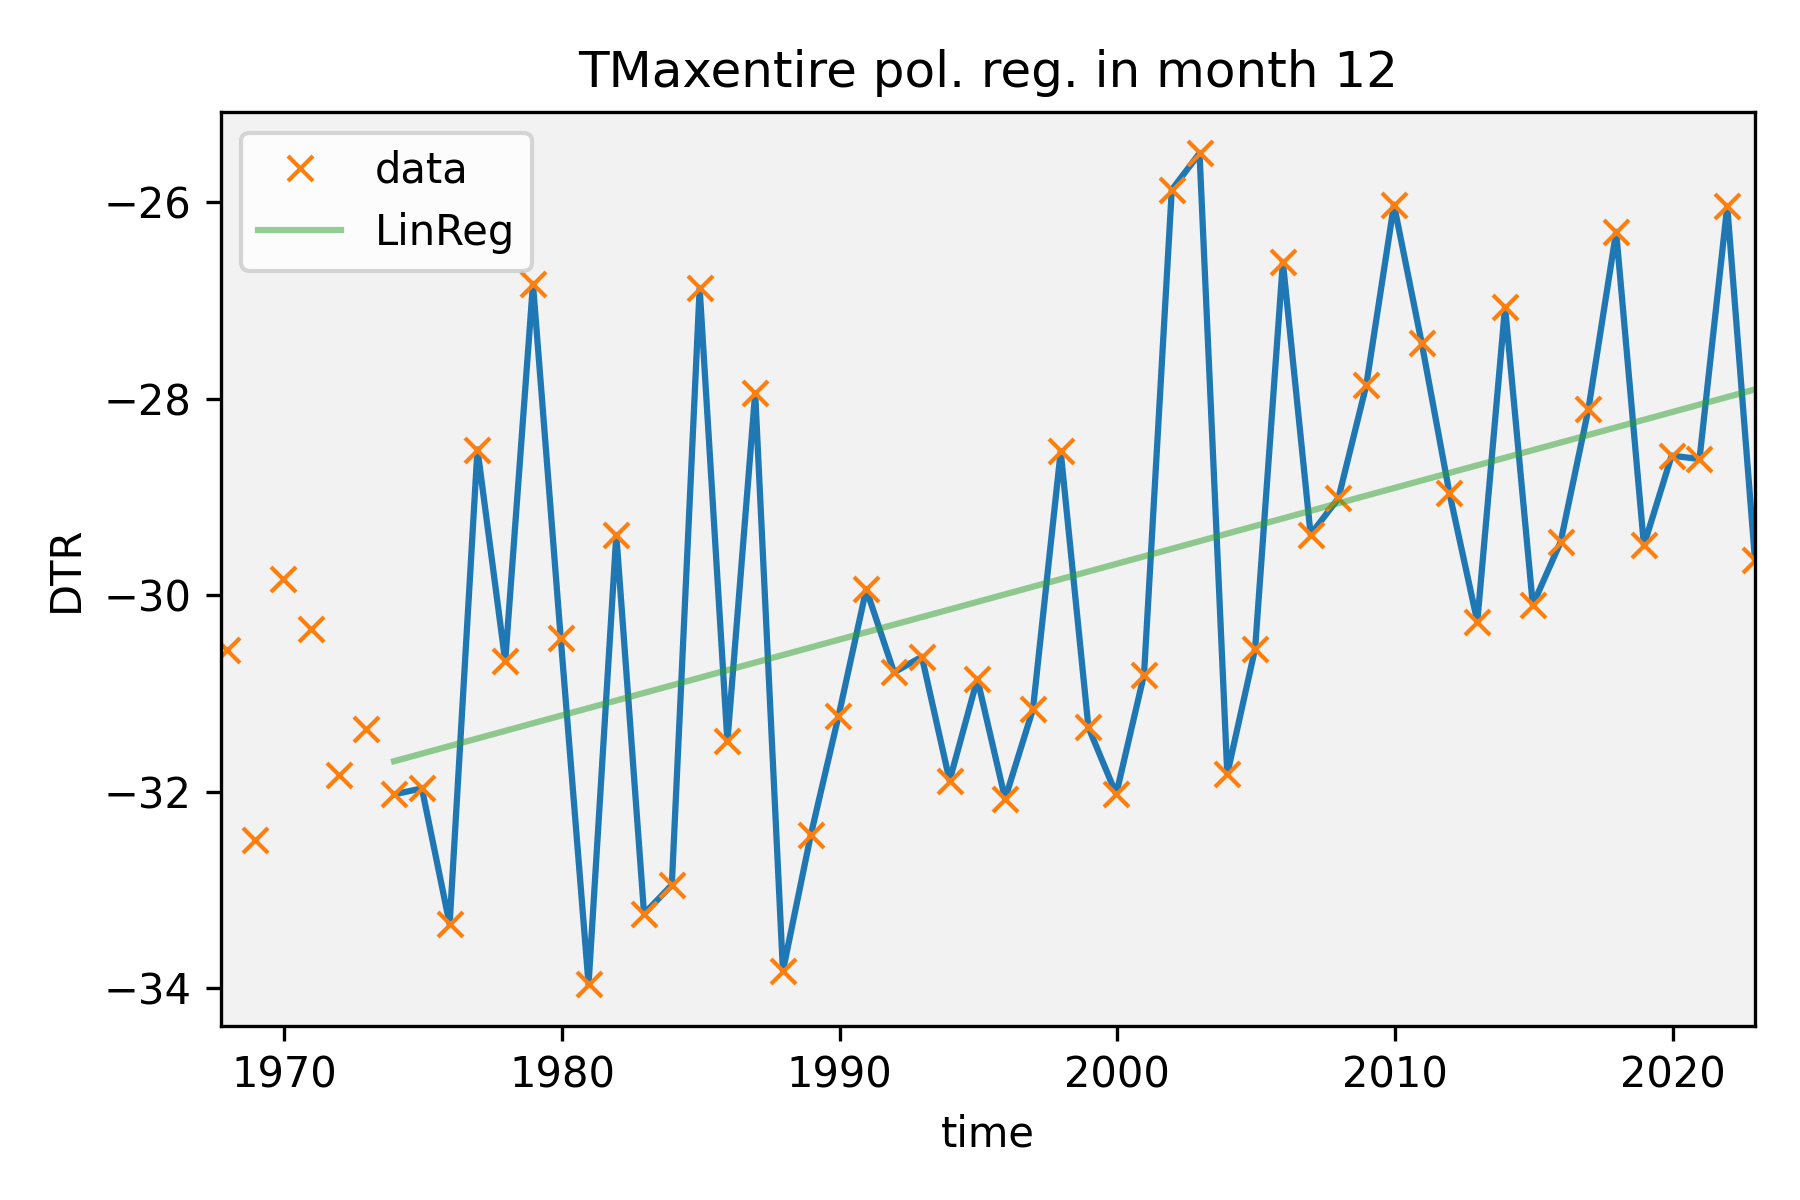 TMaxentire pol. reg. in month 12
data
LinReg
−26
−28
−30
−32
−34
DTR
1970 1980 1990 2000 2010 2020
time